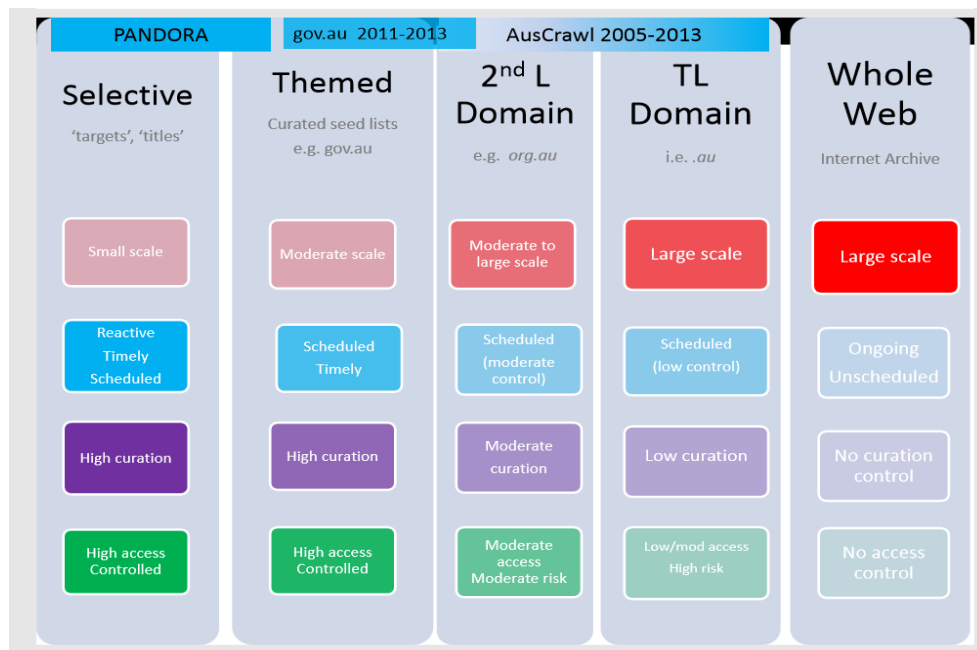 PANDORA
gov.au 2011-2013
AusCrawl 2005-2013
Selective
'targets', 'titles'
Small scale
Reactive
Timely
Scheduled
High curation
High access
Controlled
Themed
Curated seed lists
e.g. gov.au
Moderate scale
Scheduled
Timely
High curation
High access
Controlled
2nd L
Domain
e.g. org.au
Moderate to
large scale
Scheduled
(moderate
control)
Moderate
curation
Moderate
access
Moderate risk
TL
Domain
i.e. .au
Large scale
Scheduled
(low control)
Low curation
Low/mod access
High risk
Whole
Web
Internet Archive
Large scale
Ongoing
Unscheduled
No curation
control
No access
control